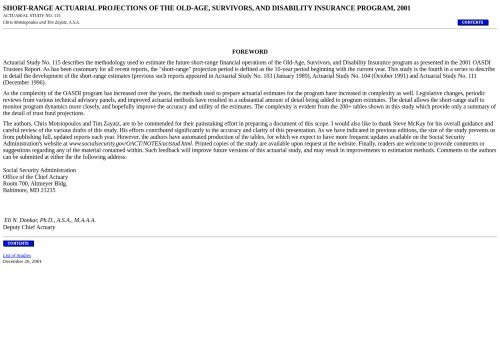 SHORT-RANGE ACTUARIAL PROJECTIONS OF THE OLD-AGE, SURVIVORS, AND DISABILITY INSURANCE PROGRAM, 2001
ACTUARIAL STUDY NO. 115
Chris Motsiopoulos and Tim Zayatz, A.S.A.
CONTENTS
FOREWORD
Actuarial Study No. 115 describes the methodology used to estimate the future short-range financial operations of the Old-Age, Survivors, and Disability Insurance program as presented in the 2001 OASDI
Trustees Report. As has been customary for all recent reports, the "short-range" projection period is defined as the 10-year period beginning with the current year. This study is the fourth in a series to describe
in detail the development of the short-range estimates (previous such reports appeared in Actuarial Study No. 103 (January 1989), Actuarial Study No. 104 (October 1991) and Actuarial Study No. 111
(December 1996).
As the complexity of the OASDI program has increased over the years, the methods used to prepare actuarial estimates for the program have increased in complexity as well. Legislative changes, periodic
reviews from various technical advisory panels, and improved actuarial methods have resulted in a substantial amount of detail being added to program estimates. The detail allows the short-range staff to
monitor program dynamics more closely, and hopefully improve the accuracy and utility of the estimates. The complexity is evident from the 200+ tables shown in this study which provide only a summary of
the detail of trust fund projections.
The authors, Chris Motsiopoulos and Tim Zayatz, are to be commended for their painstaking effort in preparing a document of this scope. I would also like to thank Steve McKay for his overall guidance and
careful review of the various drafts of this study. His efforts contributed significantly to the accuracy and clarity of this presentation. As we have indicated in previous editions, the size of the study prevents us
from publishing full, updated reports each year. However, the authors have automated production of the tables, for which we expect to have more frequent updates available on the Social Security
Administration's website at www.socialsecurity.gov/OACT/NOTES/actstud.html. Printed copies of the study are available upon request at the website. Finally, readers are welcome to provide comments or
suggestions regarding any of the material contained within. Such feedback will improve future versions of this actuarial study, and may result in improvements to estimation methods. Comments to the authors
can be submitted at either the the following address:
Social Security Administration
Office of the Chief Actuary
Room 700, Altmeyer Bldg.
Baltimore, MD 21235
Eli N. Donkar, Ph.D., A.S.A., M.A.A.A.
Deputy Chief Actuary
CONTENTS
List of Studies
December 26, 2001